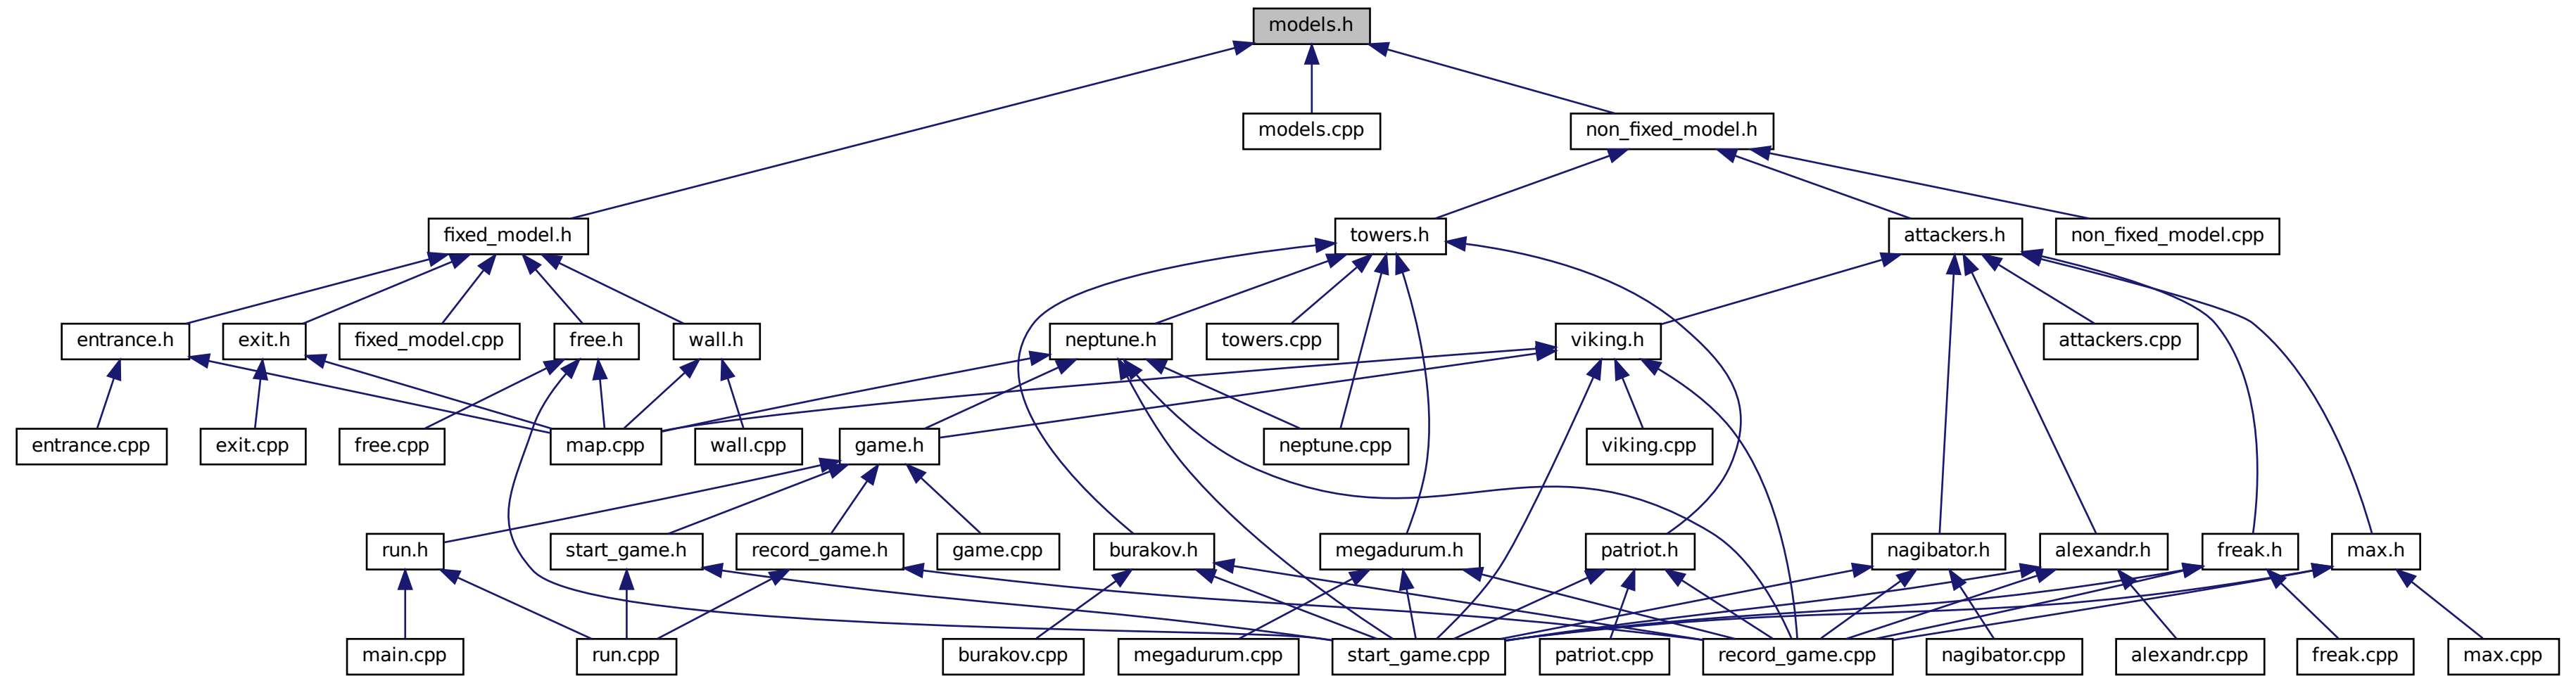 models.h
models.cpp
non_fixed_model.h
fixed_model.h
towers.h
attackers.h
non_fixed_model.cpp
entrance.h
exit.h
fixed_model.cpp
free.h
wall.h
neptune.h
towers.cpp
viking.h
attackers.cpp
entrance.cpp
exit.cpp
free.cpp
map.cpp
wall.cpp
game.h
neptune.cpp
viking.cpp
run.h
start_game.h
record_game.h
game.cpp
burakov.h
megadurum.h
patriot.h
nagibator.h
alexandr.h
freak.h
max.h
main.cpp
run.cpp
burakov.cpp
megadurum.cpp
start_game.cpp
patriot.cpp
record_game.cpp
nagibator.cpp
alexandr.cpp
freak.cpp
max.cpp